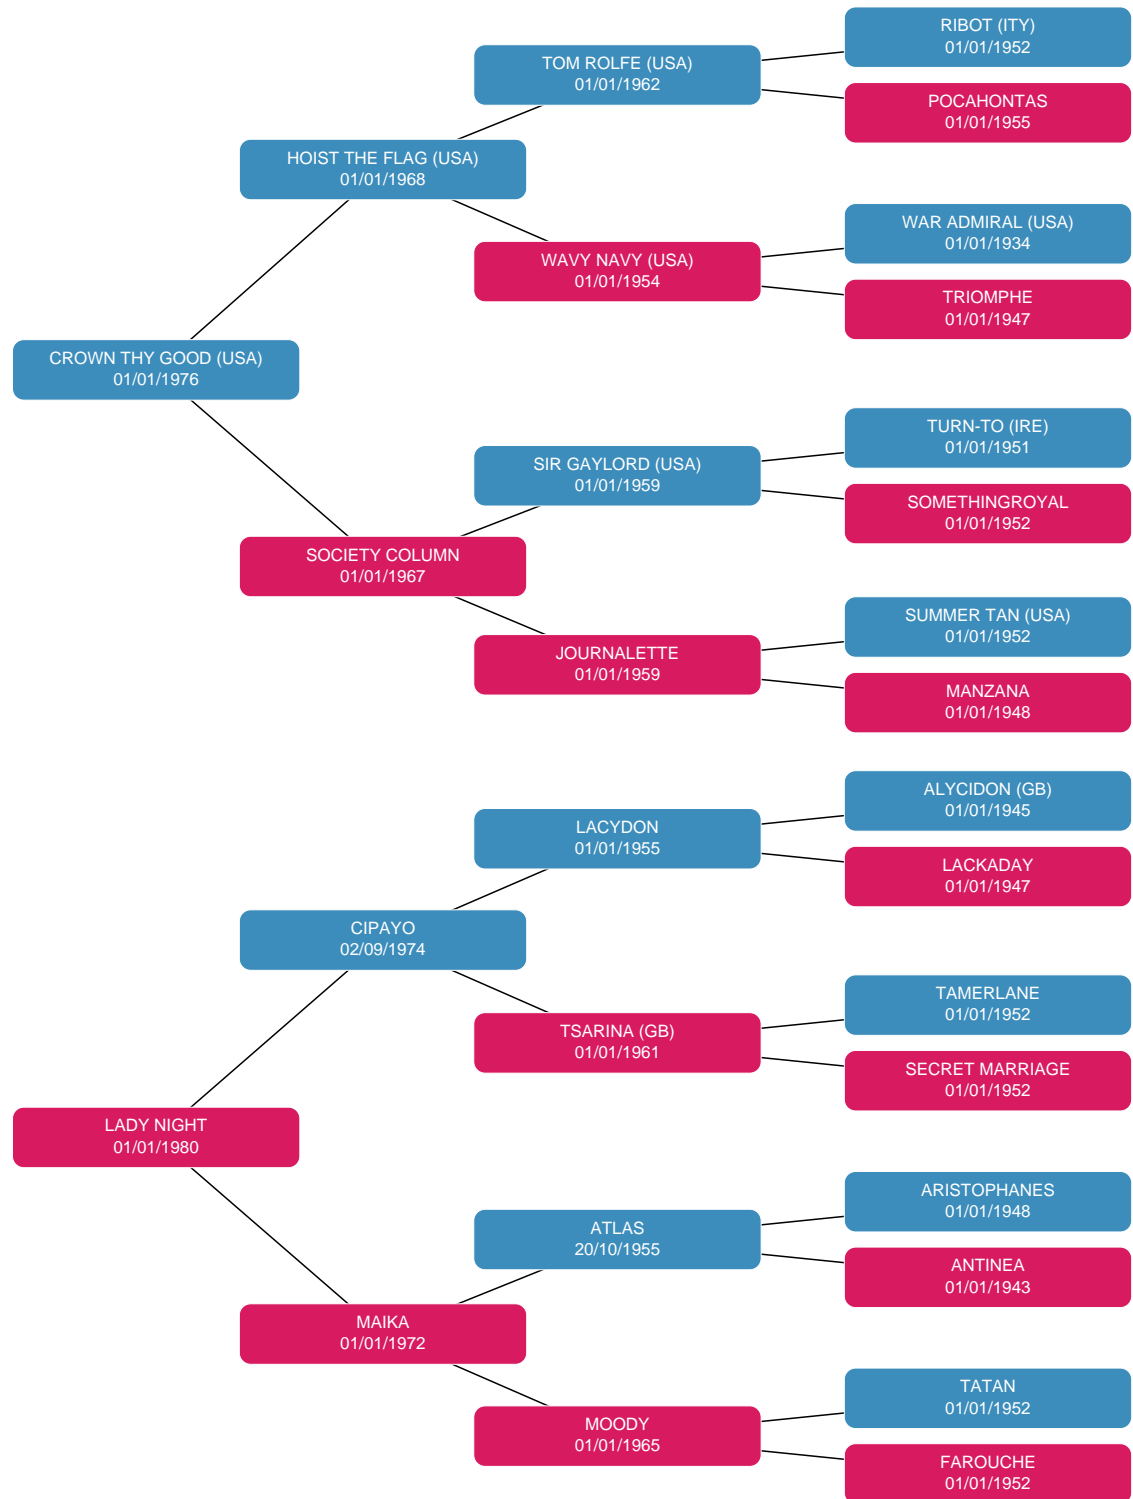 RIBOT (ITY)
01/01/1952
TOM ROLFE (USA)
01/01/1962
POCAHONTAS
01/01/1955
HOIST THE FLAG (USA)
01/01/1968
WAR ADMIRAL (USA)
01/01/1934
WAVY NAVY (USA)
01/01/1954
TRIOMPHE
01/01/1947
CROWN THY GOOD (USA)
01/01/1976
TURN-TO (IRE)
01/01/1951
SIR GAYLORD (USA)
01/01/1959
SOMETHINGROYAL
01/01/1952
SOCIETY COLUMN
01/01/1967
SUMMER TAN (USA)
01/01/1952
JOURNALETTE
01/01/1959
MANZANA
01/01/1948
ALYCIDON (GB)
01/01/1945
LACYDON
01/01/1955
LACKADAY
01/01/1947
CIPAYO
02/09/1974
TAMERLANE
01/01/1952
TSARINA (GB)
01/01/1961
SECRET MARRIAGE
01/01/1952
LADY NIGHT
01/01/1980
ARISTOPHANES
01/01/1948
ATLAS
20/10/1955
ANTINEA
01/01/1943
MAIKA
01/01/1972
TATAN
01/01/1952
MOODY
01/01/1965
FAROUCHE
01/01/1952